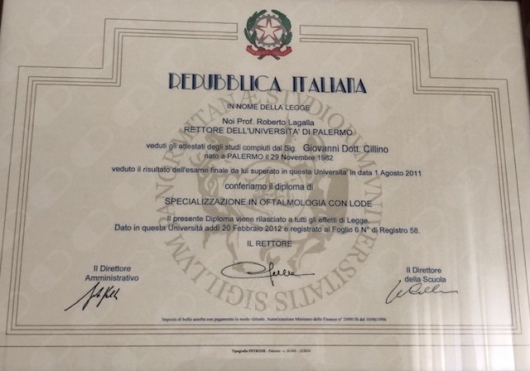 REPUBBLICA ITALIANA
IN NOME DELLA LEGGE
Noi Prof. Roberto Lagalla
RETTORE DELL'UNIVERSITA' DI PALERMO
veduti gli attestati degli studi compiuti dal Sig. Giovanni Dott. Cillino
nato a PALERMO il 29 Novembre 1982
veduto il risultato dell'esame finale da lui superato in questa Universita' in data 1 Agosto 2011
conferiamo il diploma di
SPECIALIZZAZIONE IN OFTALMOLOGIA CON LODE
Il presente Diploma viene rilasciato a tutti gli effetti di Legge.
Dato in questa Università addì 20 Febbraio 2012 e registrato al Foglio 6 N° di Registro 58.
IL RETTORE
Il Direttore
Amministrativo
Il Direttore
della Scuola